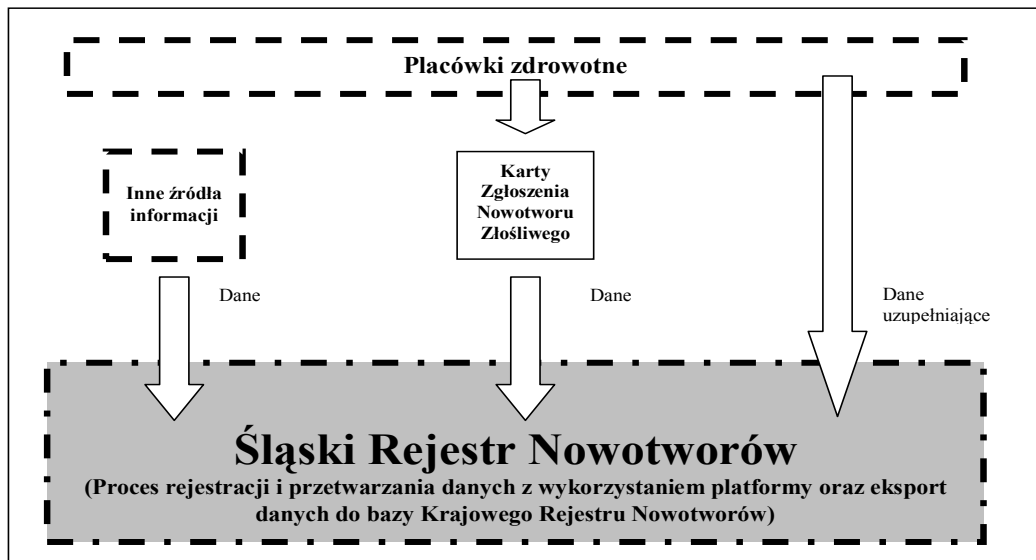 Placówki zdrowotne
Inne źródła
informacji
Karty
Zgłoszenia
Nowotworu
Złośliwego
Dane
Dane
Dane
uzupełniające
Śląski Rejestr Nowotworów
(Proces rejestracji i przetwarzania danych z wykorzystaniem platformy oraz eksport
danych do bazy Krajowego Rejestru Nowotworów)